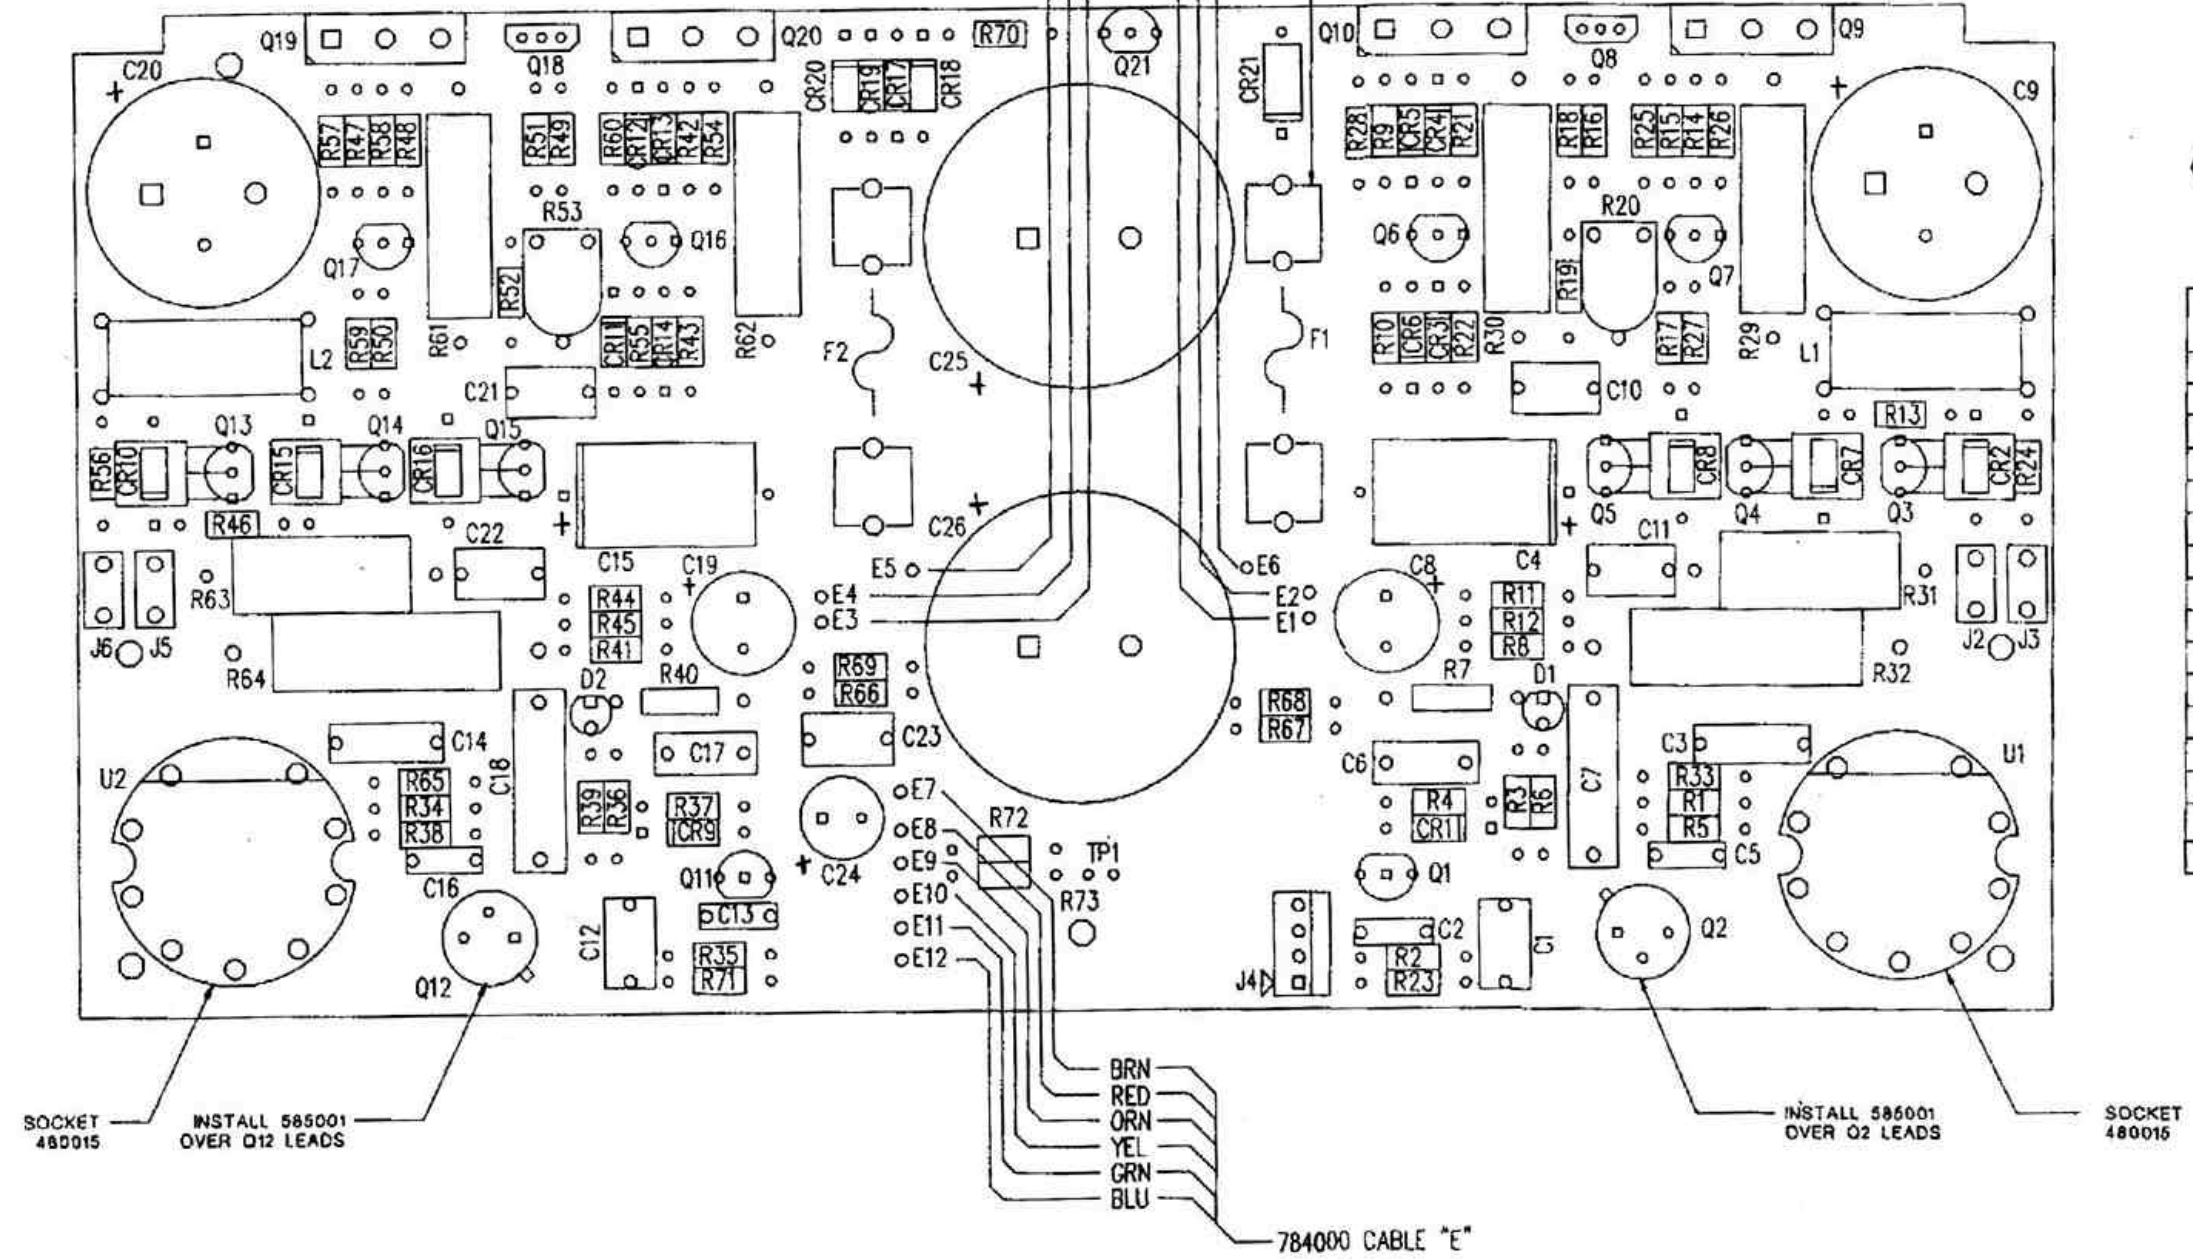 Q19 Q18 Q20 R70 Q21 Q10 Q8 Q9
C20 CR20 CR19 CR17 CR18 CR21 C9
R57 R47 R58 R48 R51 R49 R60 CR12 CR13 R42 R54 R28 R9 CR5 CR4 R21 R18 R16 R25 R15 R14 R26
R53 R20
Q17 Q16 Q6 Q7
R52 R19
L2 R59 R50 R61 CR11 R55 CR14 R43 R62 F2 C25 + F1 R10 CR6 CR3 R22 R30 R17 R27 R29 L1
C21 C10
Q13 Q14 Q15 R13
R56 CR10 CR15 CR16 CR8 CR7 CR2 R24
R46 C22 + C26 + Q5 C11 Q4 Q3
C15 C19 E5 E6 C8 C4
R63 R44 + E4 E2 + R11 R31
R45 E3 E1 R12
J6 J5 R41 R8 J2 J3
R64 D2 R40 R69 R7 D1 R32
R66 R68
C14 C17 C23 R67 C6 C3
U2 C18 U1
R65 E7 C7 R33
R34 R39 R36 R37 R72 R4 R3 R6 R1
R38 CR9 E8 CR1 R5
C16 Q11 + C24 E9 TP1 Q1 C5
E10 R73
C13 E11 C2 Q2
C12 R35 E12 R2 C1
Q12 R71 J4 R23
BRN
RED
ORN
YEL
GRN
BLU
SOCKET
480015
INSTALL 585001
OVER Q12 LEADS
INSTALL 585001
OVER Q2 LEADS
SOCKET
480015
784000 CABLE "E"